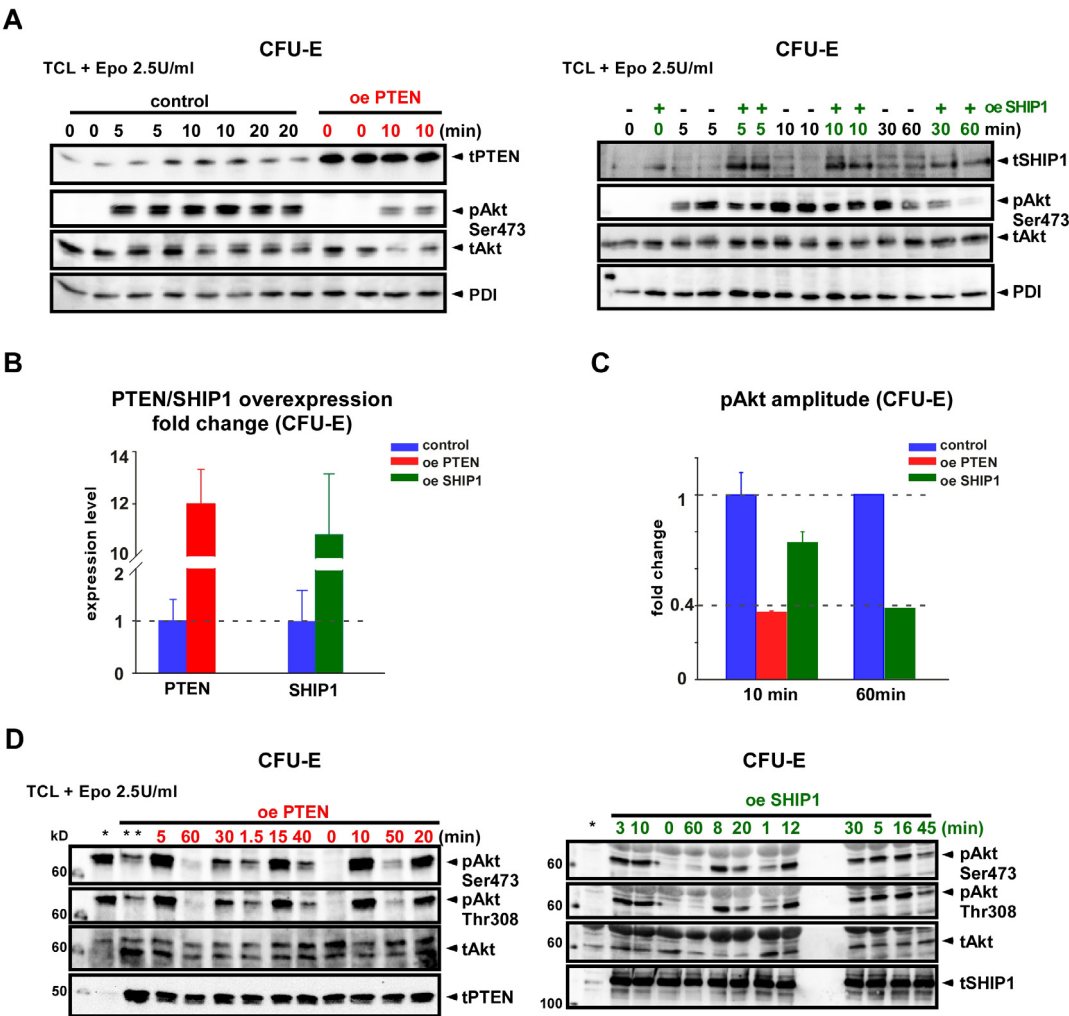 A
CFU-E
TCL + Epo 2.5U/ml
control
oe PTEN
0 0 5 5 10 10 20 20 0 0 10 10 (min)
tPTEN
pAkt
Ser473
tAkt
PDI
CFU-E
TCL + Epo 2.5U/ml
- + - - + + - - + + - - + + oe SHIP1
0 0 5 5 5 5 10 10 10 10 30 60 30 60 min)
tSHIP1
pAkt
Ser473
tAkt
PDI
B
PTEN/SHIP1 overexpression
fold change (CFU-E)
control
oe PTEN
oe SHIP1
expression level
14
12
10
2
1
0
PTEN
SHIP1
C
pAkt amplitude (CFU-E)
control
oe PTEN
oe SHIP1
fold change
1
0.4
0
10 min
60min
D
CFU-E
TCL + Epo 2.5U/ml
oe PTEN
kD * ** 5 60 30 1.5 15 40 0 10 50 20 (min)
60
pAkt
Ser473
60
pAkt
Thr308
60
tAkt
50
tPTEN
CFU-E
oe SHIP1
* 3 10 0 60 8 20 1 12 30 5 16 45 (min)
60
pAkt
Ser473
60
pAkt
Thr308
60
tAkt
tSHIP1
100